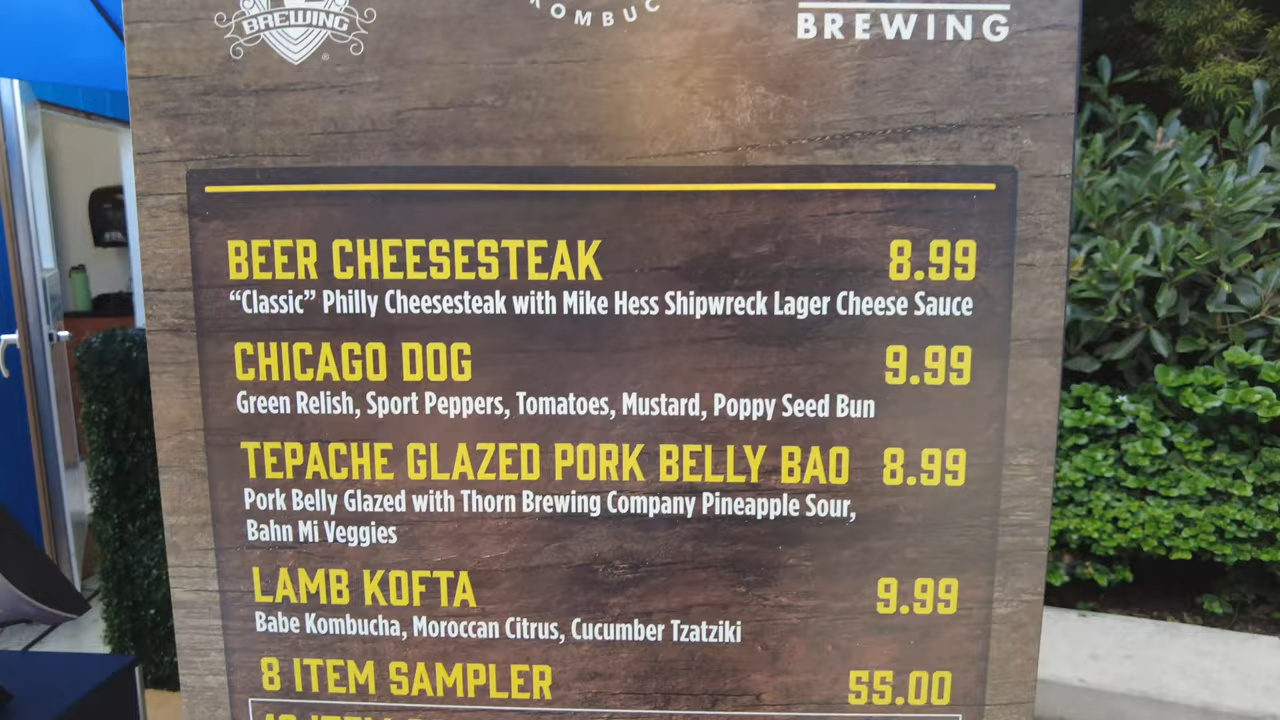 BREWING
BREWING
BEER CHEESESTEAK 8.99
“Classic” Philly Cheesesteak with Mike Hess Shipwreck Lager Cheese Sauce
CHICAGO DOG 9.99
Green Relish, Sport Peppers, Tomatoes, Mustard, Poppy Seed Bun
TEPACHE GLAZED PORK BELLY BAO 8.99
Pork Belly Glazed with Thorn Brewing Company Pineapple Sour,
Bahn Mi Veggies
LAMB KOFTA 9.99
Babe Kombucha, Moroccan Citrus, Cucumber Tzatziki
8 ITEM SAMPLER 55.00